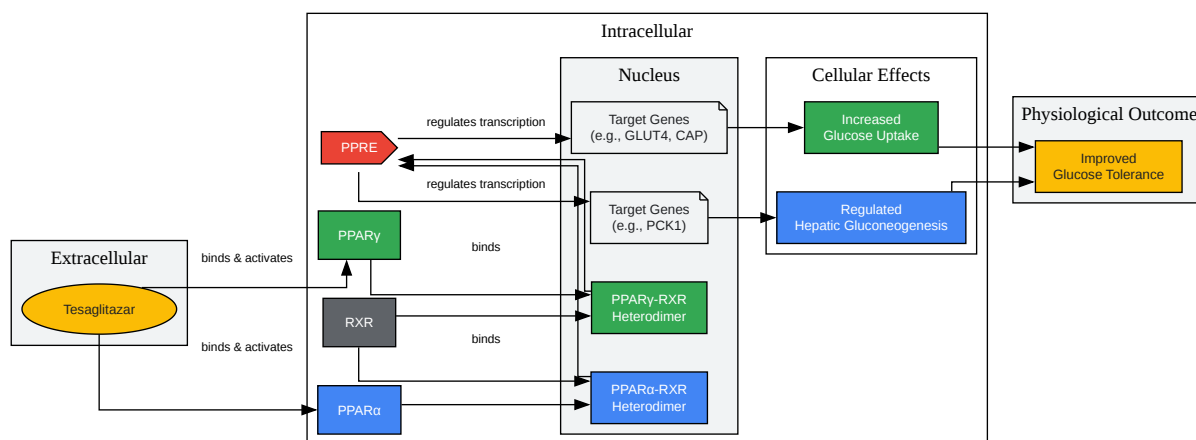 Intracellular
Nucleus
Cellular Effects
Physiological Outcome
Extracellular
regulates transcription
Target Genes
(e.g., GLUT4, CAP)
Increased
Glucose Uptake
PPRE
Improved
Glucose Tolerance
regulates transcription
Target Genes
(e.g., PCK1)
Regulated
Hepatic Gluconeogenesis
PPARγ
binds
binds & activates
Tesaglitazar
PPARγ-RXR
Heterodimer
RXR
binds
binds & activates
PPARα-RXR
Heterodimer
PPARα